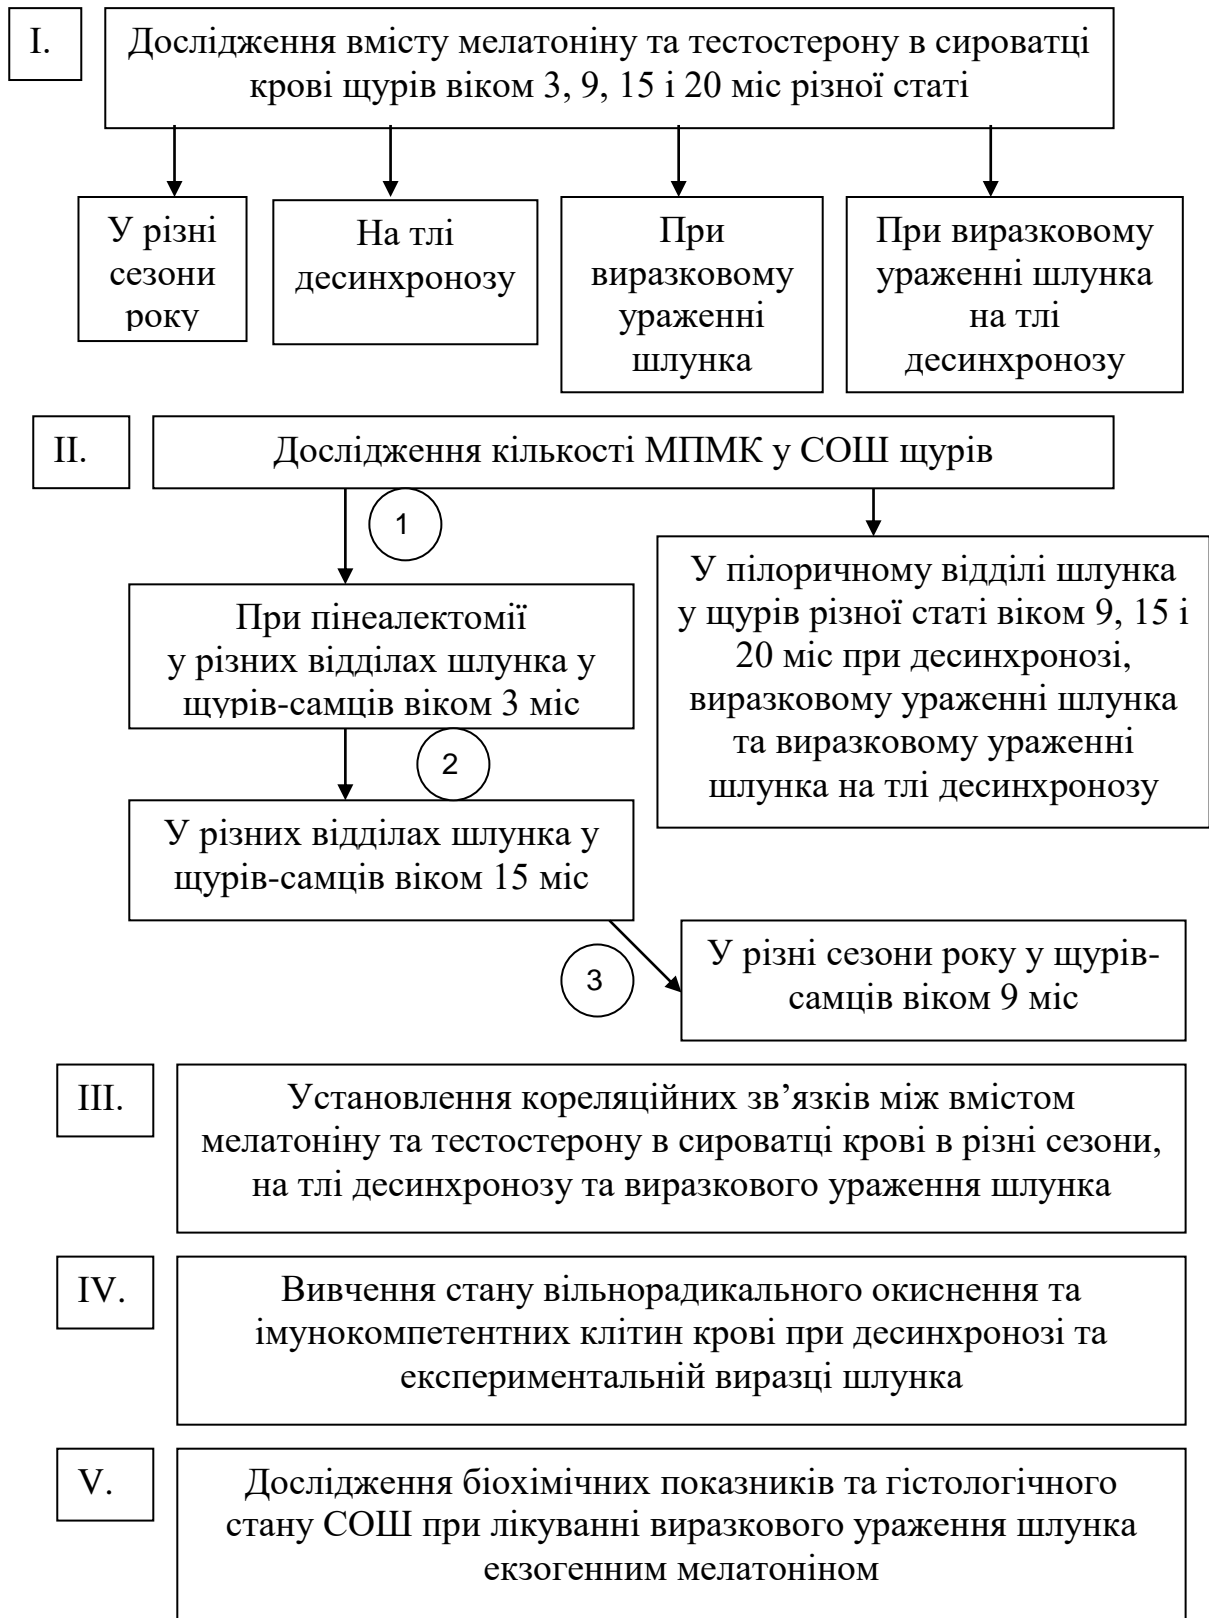 I.
Дослідження вмісту мелатоніну та тестостерону в сироватці
крові щурів віком 3, 9, 15 і 20 міс різної статі
У різні
сезони
року
На тлі
десинхронозу
При
виразковому
ураженні
шлунка
При виразковому
ураженні шлунка
на тлі
десинхронозу
II.
Дослідження кількості МПМК у СОШ щурів
1
При пінеалектомії
у різних відділах шлунка у
щурів-самців віком 3 міс
У пілоричному відділі шлунка
у щурів різної статі віком 9, 15 і
20 міс при десинхронозі,
виразковому ураженні шлунка
та виразковому ураженні
шлунка на тлі десинхронозу
2
У різних відділах шлунка у
щурів-самців віком 15 міс
3
У різні сезони року у щурів-
самців віком 9 міс
III.
Установлення кореляційних зв’язків між вмістом
мелатоніну та тестостерону в сироватці крові в різні сезони,
на тлі десинхронозу та виразкового ураження шлунка
IV.
Вивчення стану вільнорадикального окиснення та
імунокомпетентних клітин крові при десинхронозі та
експериментальній виразці шлунка
V.
Дослідження біохімічних показників та гістологічного
стану СОШ при лікуванні виразкового ураження шлунка
екзогенним мелатоніном